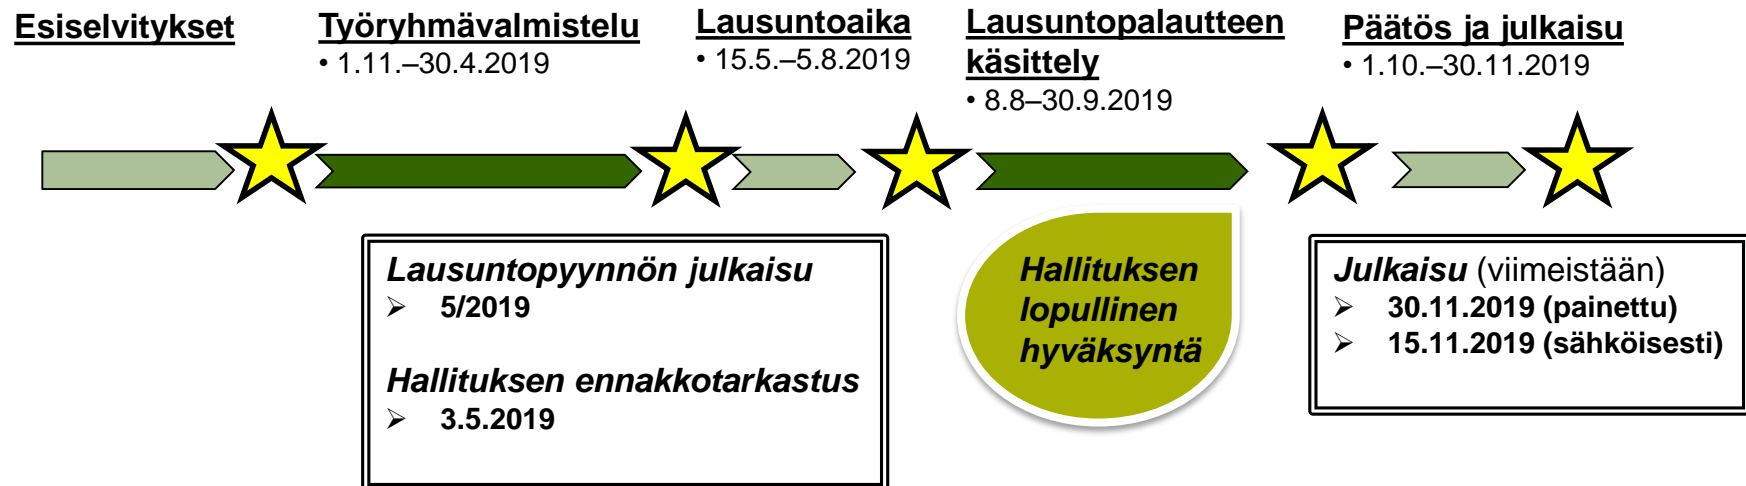 Esiselvitykset
Työryhmävalmistelu
• 1.11.–30.4.2019
Lausuntoaika
• 15.5.–5.8.2019
Lausuntopalautteen
käsittely
• 8.8–30.9.2019
Päätös ja julkaisu
• 1.10.–30.11.2019
Lausuntopyynnön julkaisu
➢ 5/2019
Hallituksen ennakkotarkastus
➢ 3.5.2019
Hallituksen
lopullinen
hyväksyntä
Julkaisu (viimeistään)
➢ 30.11.2019 (painettu)
➢ 15.11.2019 (sähköisesti)